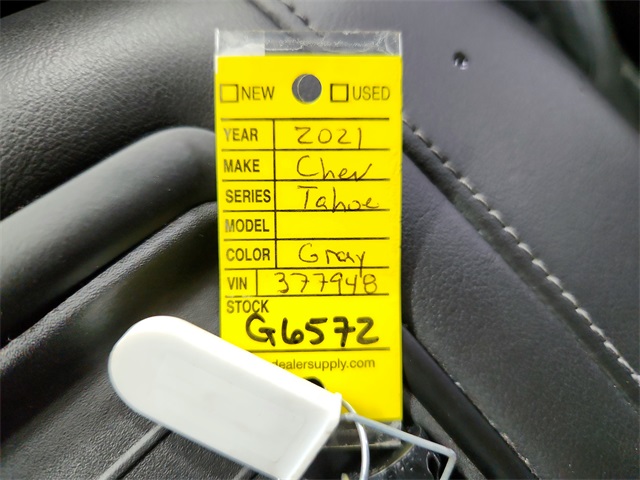 NEW USED
YEAR 2021
MAKE Chev
SERIES Tahoe
MODEL
COLOR Gray
VIN 377948
STOCK
G6572
dealersupply.com